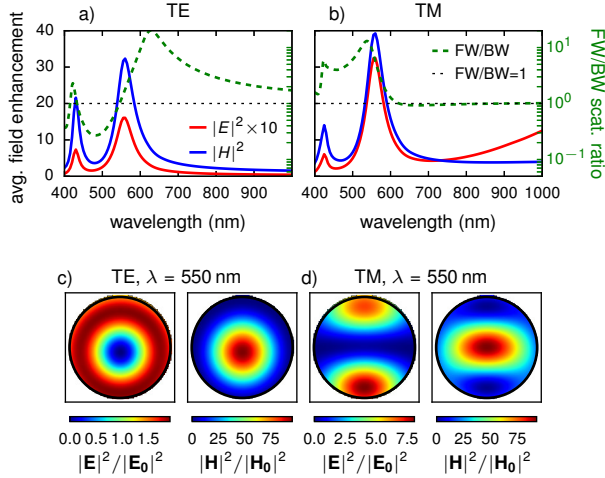 a) TE
b) TM
avg. field enhancement
40
30
20
10
0
|E|² × 10
|H|²
400 500 600 700 800 900
wavelength (nm)
FW/BW
FW/BW=1
400 500 600 700 800 900 1000
wavelength (nm)
10¹
10⁰
10⁻¹
FW/BW scat. ratio
c) TE, λ = 550 nm
d) TM, λ = 550 nm
0.0 0.5 1.0 1.5
|E|²/|E₀|²
0 25 50 75
|H|²/|H₀|²
0.0 2.5 5.0 7.5
|E|²/|E₀|²
0 25 50 75
|H|²/|H₀|²